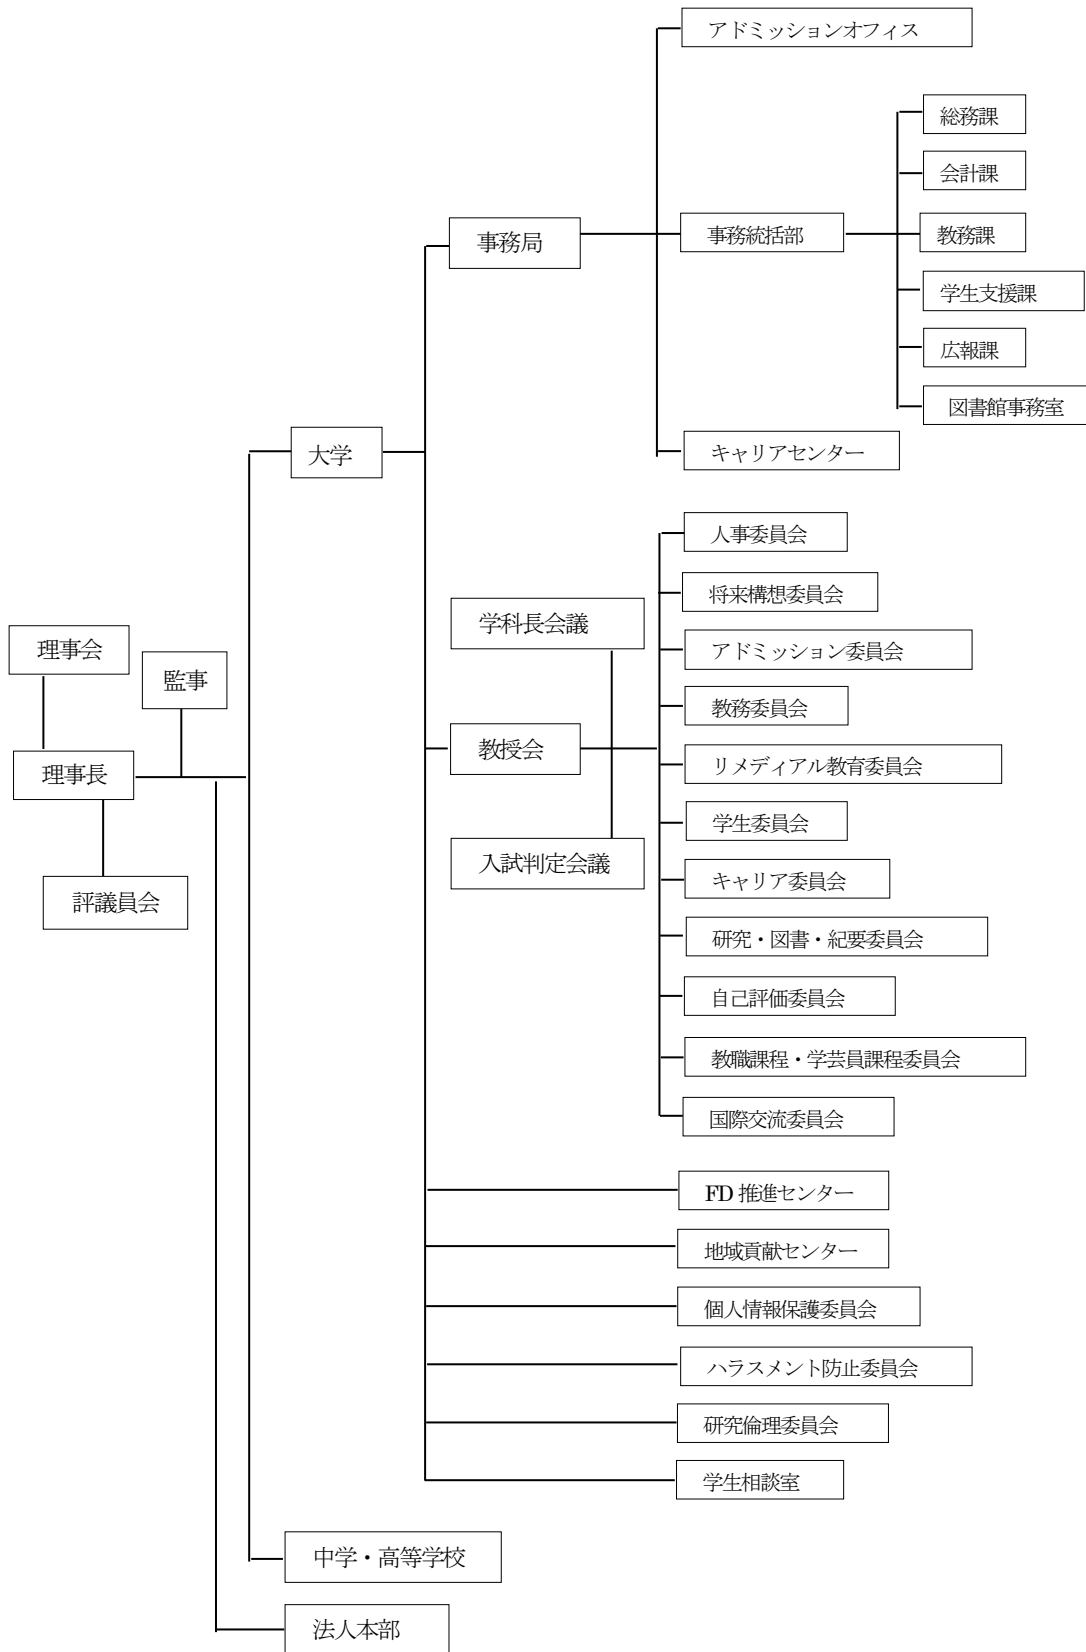 アドミッションオフィス
総務課
会計課
事務局
事務統括部
教務課
学生支援課
広報課
図書館事務室
大学
キャリアセンター
人事委員会
将来構想委員会
学科長会議
理事会
アドミッション委員会
監事
教務委員会
教授会
理事長
リメディアル教育委員会
学生委員会
入試判定会議
キャリア委員会
評議員会
研究・図書・紀要委員会
自己評価委員会
教職課程・学芸員課程委員会
国際交流委員会
FD 推進センター
地域貢献センター
個人情報保護委員会
ハラスメント防止委員会
研究倫理委員会
学生相談室
中学・高等学校
法人本部